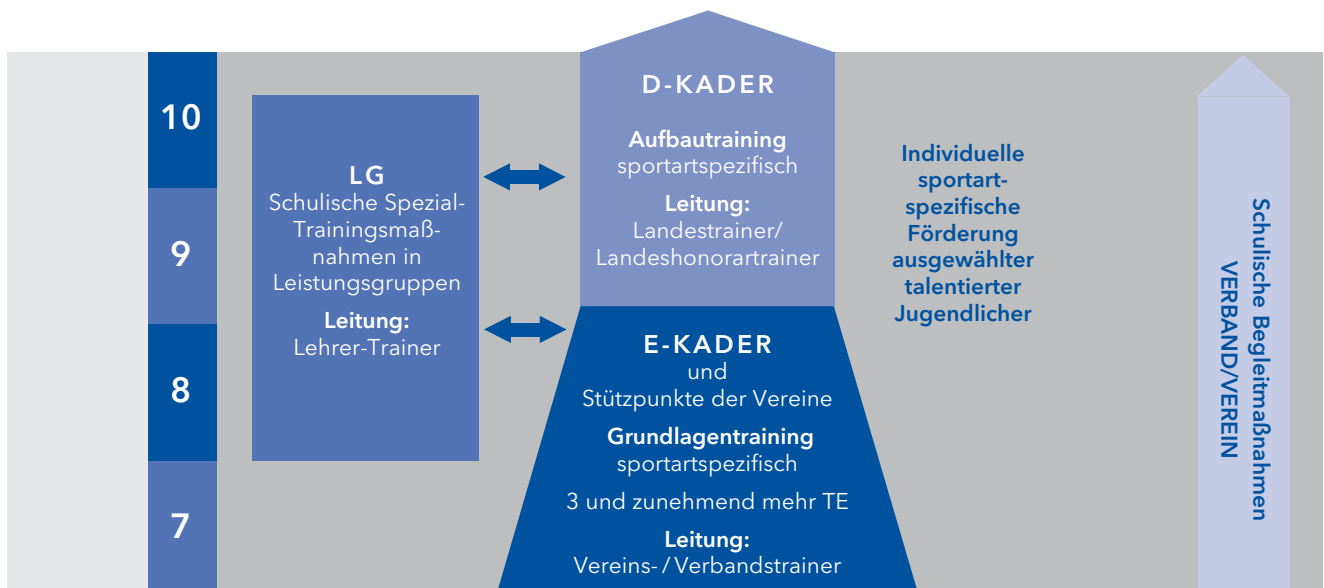 10
9
8
7
LG
Schulische Spezial-
Trainingsmaß-
nahmen in
Leistungsgruppen
Leitung:
Lehrer-Trainer
D-KADER
Aufbautraining
sportartspezifisch
Leitung:
Landestrainer/
Landeshonorartrainer
E-KADER
und
Stützpunkte der Vereine
Grundlagentraining
sportartspezifisch
3 und zunehmend mehr TE
Leitung:
Vereins- / Verbandstrainer
Individuelle
sportart-
spezifische
Förderung
ausgewählter
talentierter
Jugendlicher
Schulische Begleitmaßnahmen
VERBAND/VEREIN